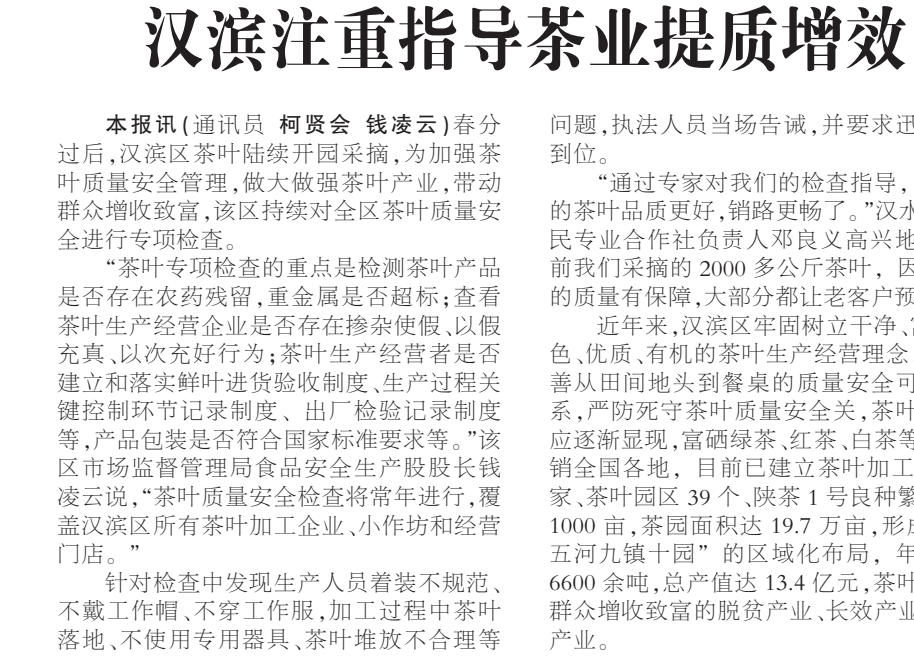 汉滨注重指导茶业提质增效
本报讯(通讯员 柯贤会 钱凌云)春分
过后,汉滨区茶叶陆续开园采摘,为加强茶
叶质量安全管理,做大做强茶叶产业,带动
群众增收致富,该区持续对全区茶叶质量安
全进行专项检查。
“茶叶专项检查的重点是检测茶叶产品
是否存在农药残留,重金属是否超标;查看
茶叶生产经营企业是否存在掺杂使假、以假
充真、以次充好行为;茶叶生产经营者是否
建立和落实鲜叶进货验收制度、生产过程关
键控制环节记录制度、出厂检验记录制度
等,产品包装是否符合国家标准要求等。”该
区市场监督管理局食品安全生产股股长钱
凌云说,“茶叶质量安全检查将常年进行,覆
盖汉滨区所有茶叶加工企业、小作坊和经营
门店。”
针对检查中发现生产人员着装不规范、
不戴工作帽、不穿工作服,加工过程中茶叶
落地、不使用专用器具、茶叶堆放不合理等
问题,执法人员当场告诫,并要求迅
到位。
“通过专家对我们的检查指导,
的茶叶品质更好,销路更畅了。”汉水
民专业合作社负责人邓良义高兴地
前我们采摘的 2000 多公斤茶叶，因
的质量有保障,大部分都让老客户预
近年来,汉滨区牢固树立干净、
色、优质、有机的茶叶生产经营理念
善从田间地头到餐桌的质量安全可
系,严防死守茶叶质量安全关,茶叶
应逐渐显现,富硒绿茶、红茶、白茶等
销全国各地，目前已建立茶叶加工
家、茶叶园区 39 个、陕茶 1 号良种繁
1000 亩,茶园面积达 19.7 万亩,形成
五河九镇十园”的区域化布局，年
6600 余吨,总产值达 13.4 亿元,茶叶
群众增收致富的脱贫产业、长效产业
产业。